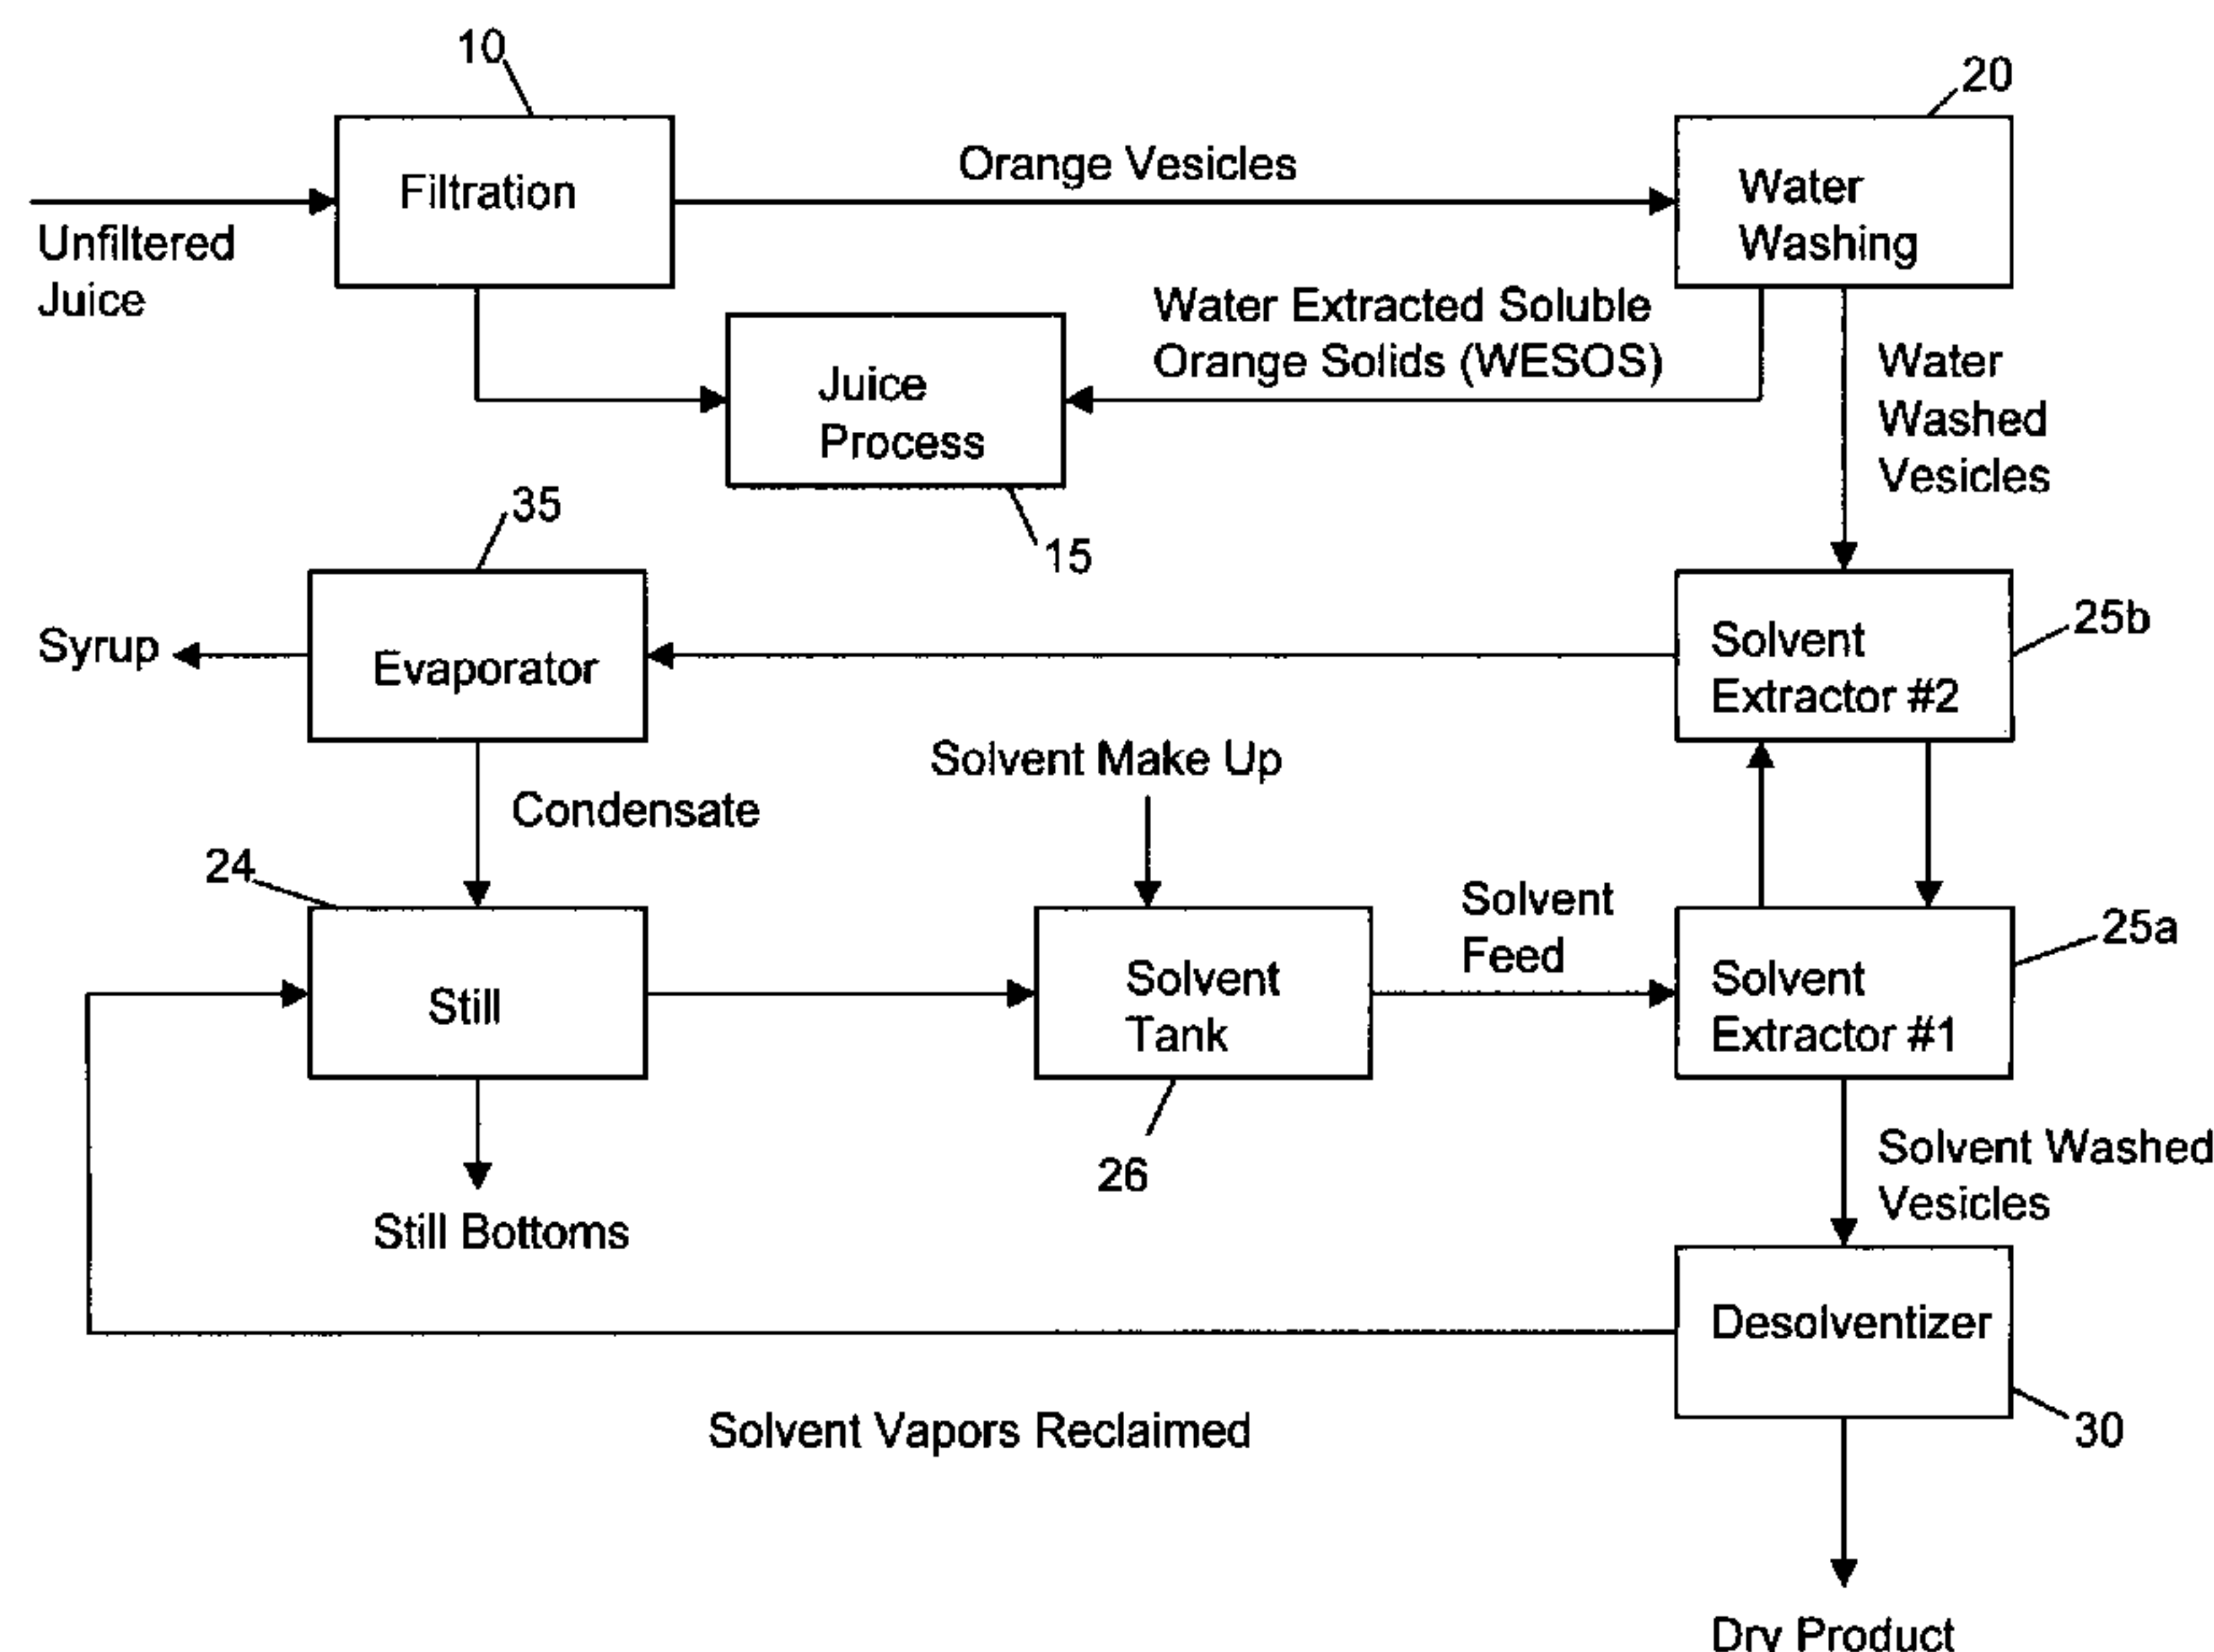 10
20
Filtration
Orange Vesicles
Water
Washing
Unfiltered
Juice
Water Extracted Soluble
Orange Solids (WESOS)
Juice
Process
Water
Washed
Vesicles
35
15
Syrup
Evaporator
Solvent
Extractor #2
25b
Solvent Make Up
Condensate
24
Solvent
Feed
25a
Still
Solvent
Tank
Solvent
Extractor #1
26
Solvent Washed
Vesicles
Still Bottoms
Desolventizer
Solvent Vapors Reclaimed
30
Dry Product